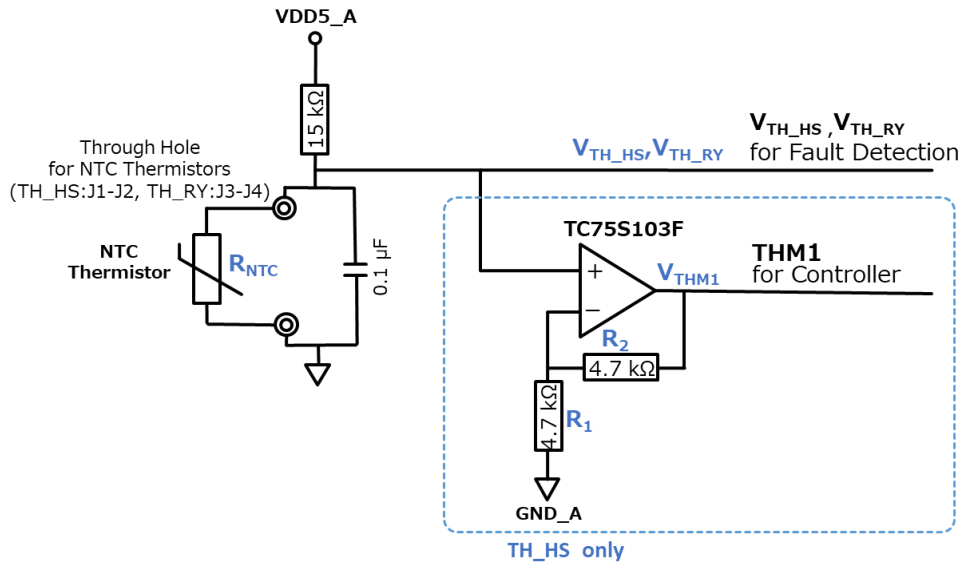 VDD5_A
15 kΩ
Through Hole
for NTC Thermistors
(TH_HS:J1-J2, TH_RY:J3-J4)
V_TH_HS,V_TH_RY
V_TH_HS ,V_TH_RY
for Fault Detection
NTC
Thermistor
R_NTC
0.1 μF
TC75S103F
+
−
V_THM1
THM1
for Controller
R_2
4.7 kΩ
4.7 kΩ
R_1
GND_A
TH_HS only